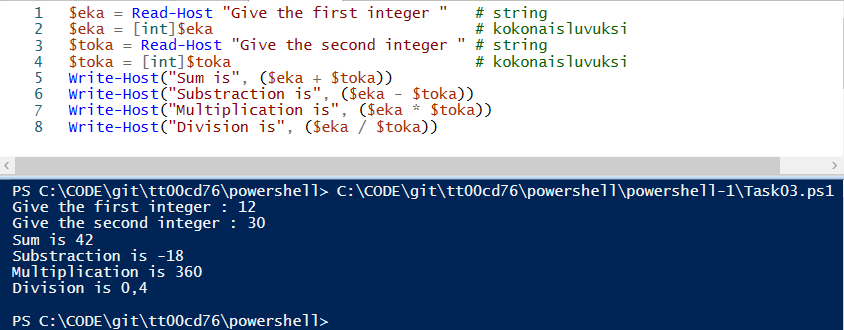 1 $eka = Read-Host "Give the first integer " # string
2 $eka = [int]$eka # kokonaisluvuksi
3 $toka = Read-Host "Give the second integer " # string
4 $toka = [int]$toka # kokonaisluvuksi
5 Write-Host("Sum is", ($eka + $toka))
6 Write-Host("Substraction is", ($eka - $toka))
7 Write-Host("Multiplication is", ($eka * $toka))
8 Write-Host("Division is", ($eka / $toka))
PS C:\CODE\git\tt00cd76\powershell> C:\CODE\git\tt00cd76\powershell\powershell-1\Task03.ps1
Give the first integer : 12
Give the second integer : 30
Sum is 42
Substraction is -18
Multiplication is 360
Division is 0,4
PS C:\CODE\git\tt00cd76\powershell>